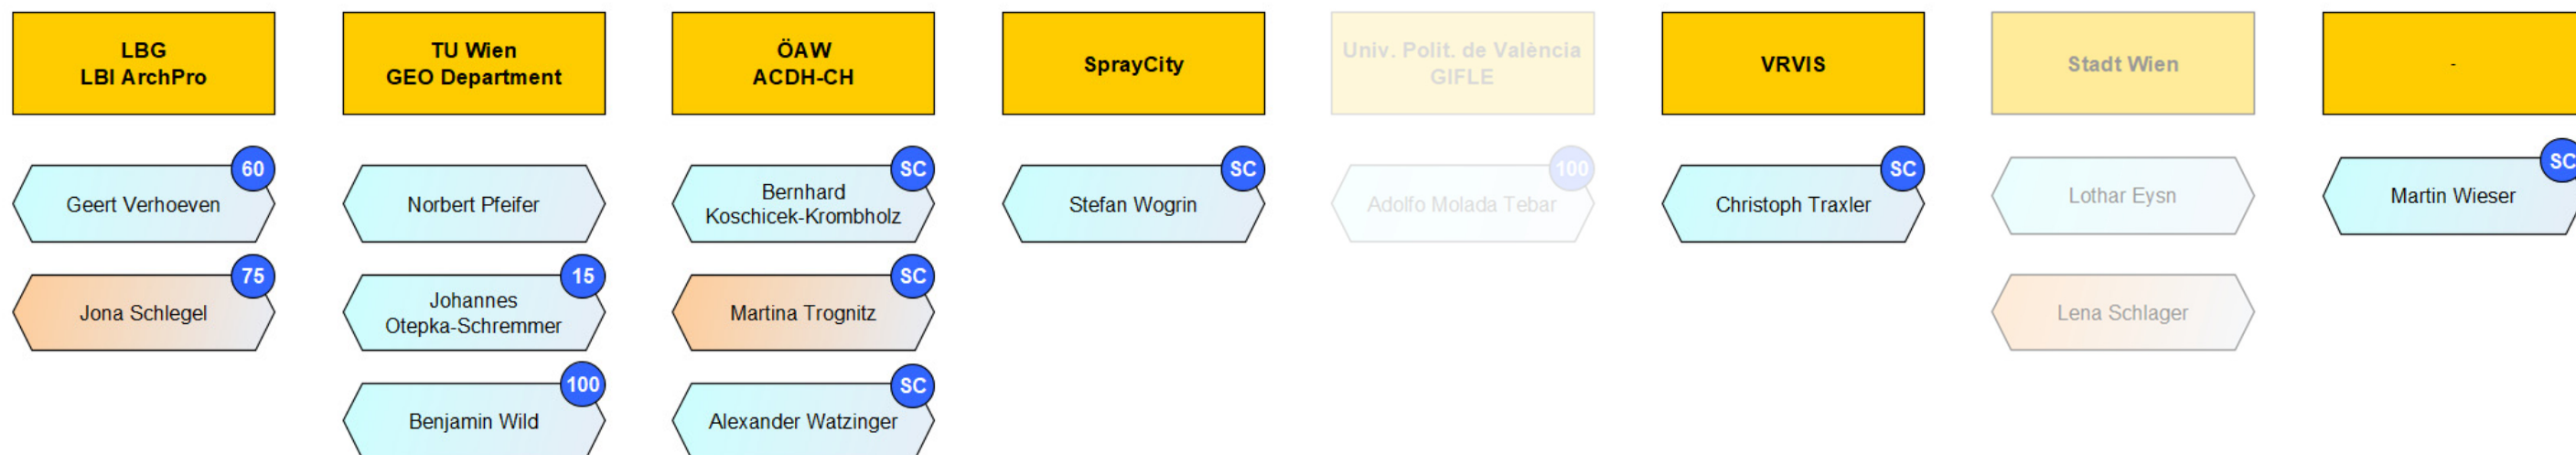 LBG
LBI ArchPro
TU Wien
GEO Department
ÖAW
ACDH-CH
SprayCity
Univ. Polit. de València
GIFLE
VRVIS
Stadt Wien
-
60
Geert Verhoeven
Norbert Pfeifer
SC
Bernhard
Koschicek-Krombholz
SC
Stefan Wogrin
100
Adolfo Molada Tebar
SC
Christoph Traxler
Lothar Eysn
SC
Martin Wieser
75
Jona Schlegel
15
Johannes
Otepka-Schremmer
SC
Martina Trognitz
Lena Schlager
100
Benjamin Wild
SC
Alexander Watzinger